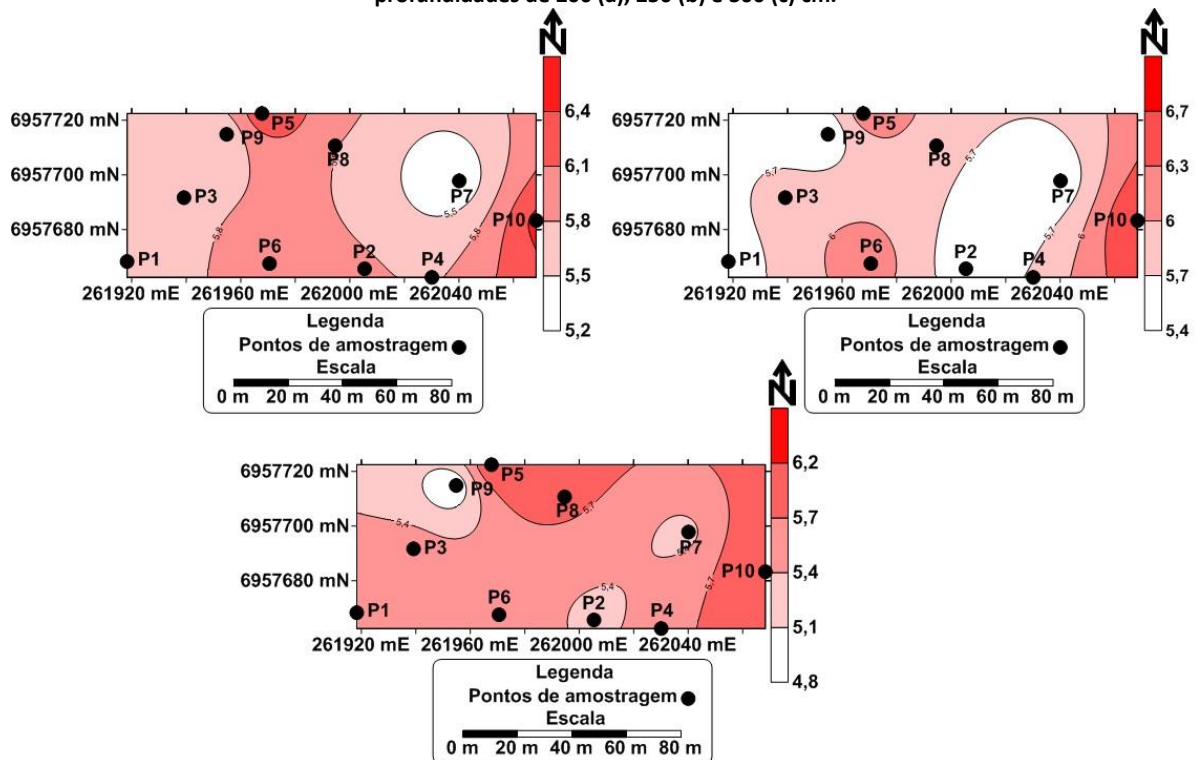 profundidades de 200 (a), 250 (b) e 300 (c) cm.
N
6957720 mN
6957700 mN
6957680 mN
P5
P9
P8
P3
P7
P10
P6
P2
P4
P1
5,8
5,5
5,8
261920 mE 261960 mE 262000 mE 262040 mE
6,4
6,1
5,8
5,5
5,2
Legenda
Pontos de amostragem
Escala
0 m 20 m 40 m 60 m 80 m
N
6957720 mN
6957700 mN
6957680 mN
P5
P9
P8
P3
P7
P10
P6
P2
P4
P1
5,7
5,7
5,7
6
6
261920 mE 261960 mE 262000 mE 262040 mE
6,7
6,3
6
5,7
5,4
Legenda
Pontos de amostragem
Escala
0 m 20 m 40 m 60 m 80 m
N
6957720 mN
6957700 mN
6957680 mN
P5
P9
P8
P3
P7
P10
P6
P2
P4
P1
5,4
5,7
5,4
5,7
261920 mE 261960 mE 262000 mE 262040 mE
6,2
5,7
5,4
5,1
4,8
Legenda
Pontos de amostragem
Escala
0 m 20 m 40 m 60 m 80 m